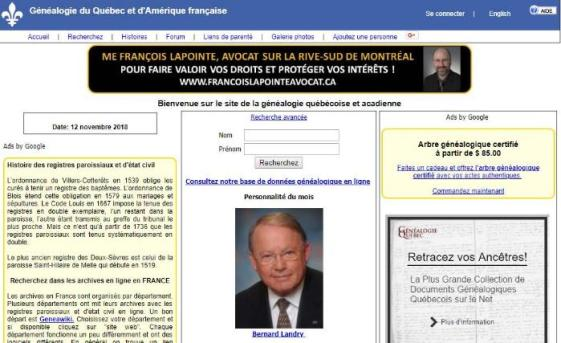 Généalogie du Québec et d'Amérique française
Se connecter | English
AIDE
Accueil | Recherchez | Histoires | Forum | Liens de parenté | Galerie photos | Ajoutez une personne
ME FRANÇOIS LAPOINTE, AVOCAT SUR LA RIVE-SUD DE MONTRÉAL
POUR FAIRE VALOIR VOS DROITS ET PROTÉGER VOS INTÉRÊTS !
WWW.FRANCOISLAPOINTEAVOCAT.CA
Bienvenue sur le site de la généalogie québécoise et acadienne
Date: 12 novembre 2018
Ads by Google
Histoire des registres paroissiaux et d'état civil
L'ordonnance de Villers-Cotterêts en 1539 oblige les
curés à tenir un registre des baptêmes. L'ordonnance de
Blois étend cette obligation en 1579 aux mariages et
sépultures. Le Code Louis en 1667 impose la tenue des
registres en double exemplaire, l'un restant dans la
paroisse, l'autre étant transmis au greffe du tribunal le
plus proche. Mais ce n'est qu'à partir de 1736 que les
registres paroissiaux sont tenus systématiquement en
double.
Le plus ancien registre des Deux-Sèvres est celui de la
paroisse Saint-Hilaire de Melle qui débute en 1519.
Recherchez dans les archives en ligne en FRANCE
Les archives en France sont organisés par département.
Plusieurs départements ont mit leurs archives avec les
registres paroissiaux et d'état civil en ligne. Un bon
départ est Geneawiki. Choisissez votre département et
si disponible cliquez sur "site web". Chaque
département fonctionne un peu différemment et ont des
logiciels différents. En général on trouve un lien
Recherche avancée
Nom
Prénom
Recherchez
Consultez notre base de données généalogique en ligne
Personnalité du mois
Bernard Landry
Ads by Google
Arbre généalogique certifié
à partir de $ 85.00
Faites un cadeau et offrez l'arbre généalogique
certifié avec vos actes authentiques.
Commandez maintenant
GÉNÉALOGIE
QUÉBEC
Retracez vos Ancêtres!
La Plus Grande Collection de
Documents Généalogiques
Québécois sur le Net
Plus d'information